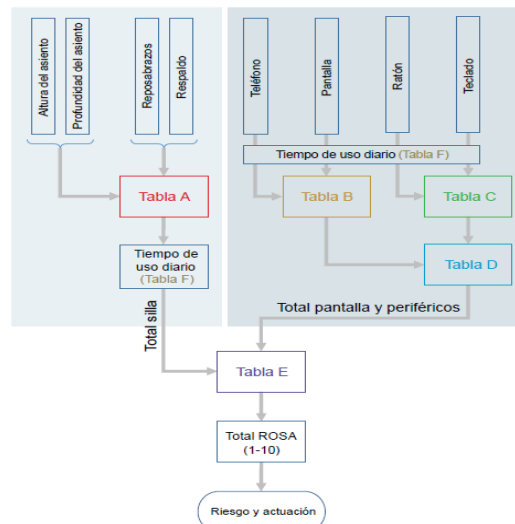 Altura del asiento
Profundidad del asiento
Reposabrazos
Respaldo
Teléfono
Pantalla
Ratón
Teclado
Tiempo de uso diario (Tabla F)
Tabla A
Tabla B
Tabla C
Tiempo de
uso diario
(Tabla F)
Tabla D
Total silla
Total pantalla y periféricos
Tabla E
Total ROSA
(1-10)
Riesgo y actuación